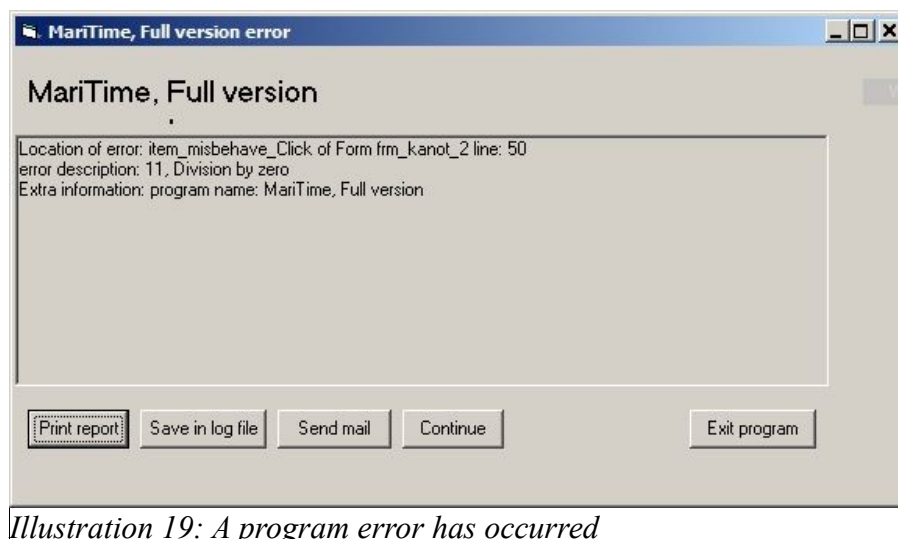 MariTime, Full version error
MariTime, Full version
Location of error: item_misbehave_Click of Form frm_kanot_2 line: 50
error description: 11, Division by zero
Extra information: program name: MariTime, Full version
Print report Save in log file Send mail Continue Exit program
Illustration 19: A program error has occurred